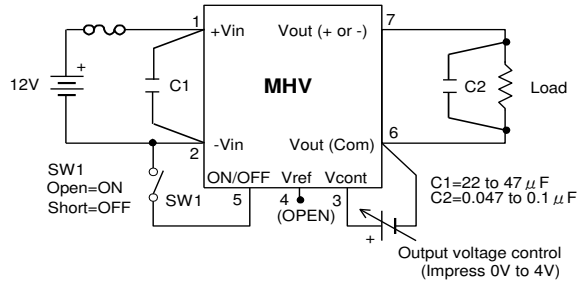 1
7
+Vin
Vout (+ or -)
+
12V
C1
MHV
C2
Load
-Vin
Vout (Com)
2
6
SW1
Open=ON
Short=OFF
SW1
ON/OFF
Vref
Vcont
5
4
3
(OPEN)
+
C1=22 to 47 μF
C2=0.047 to 0.1 μF
Output voltage control
(Impress 0V to 4V)